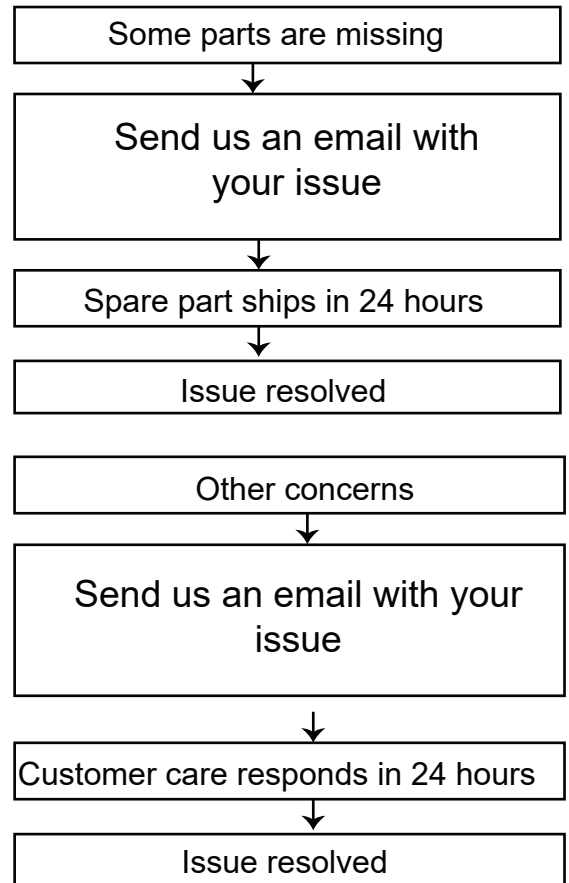 Some parts are missing
Send us an email with
your issue
Spare part ships in 24 hours
Issue resolved
Other concerns
Send us an email with your
issue
Customer care responds in 24 hours
Issue resolved